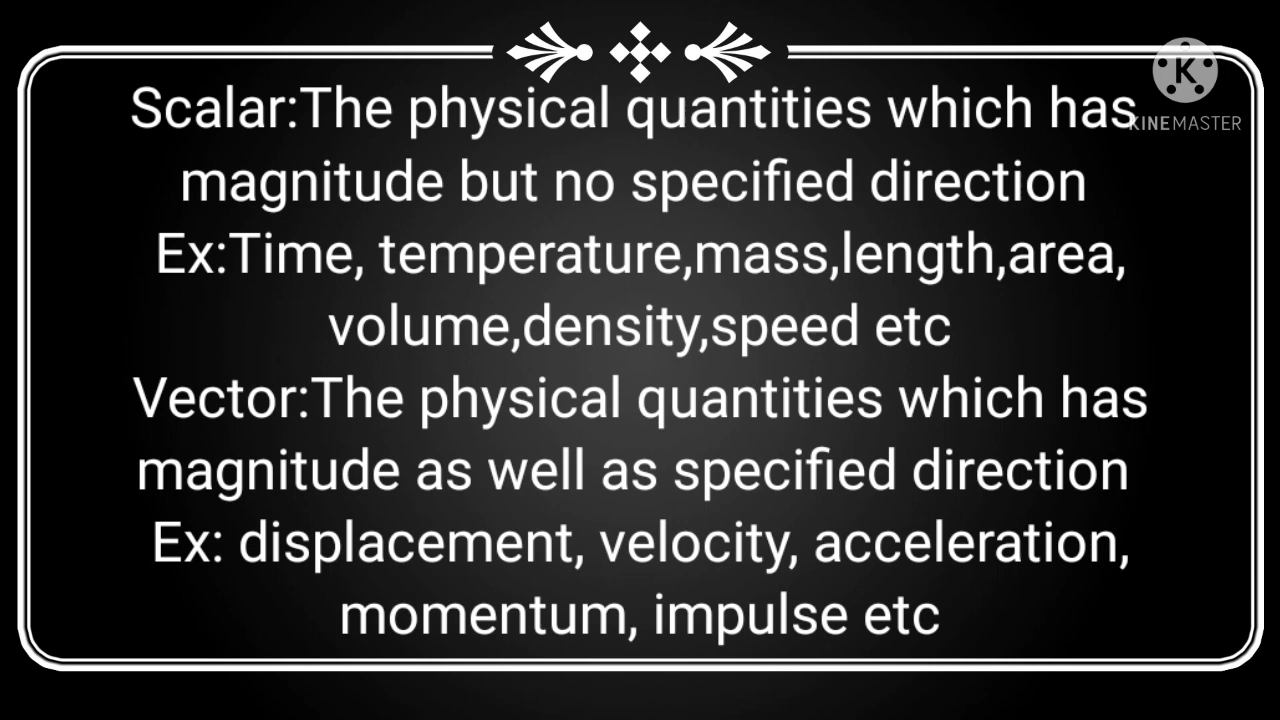 Scalar:The physical quantities which has
KINEMASTER
magnitude but no specified direction
Ex:Time, temperature,mass,length,area,
volume,density,speed etc
Vector:The physical quantities which has
magnitude as well as specified direction
Ex: displacement, velocity, acceleration,
momentum, impulse etc